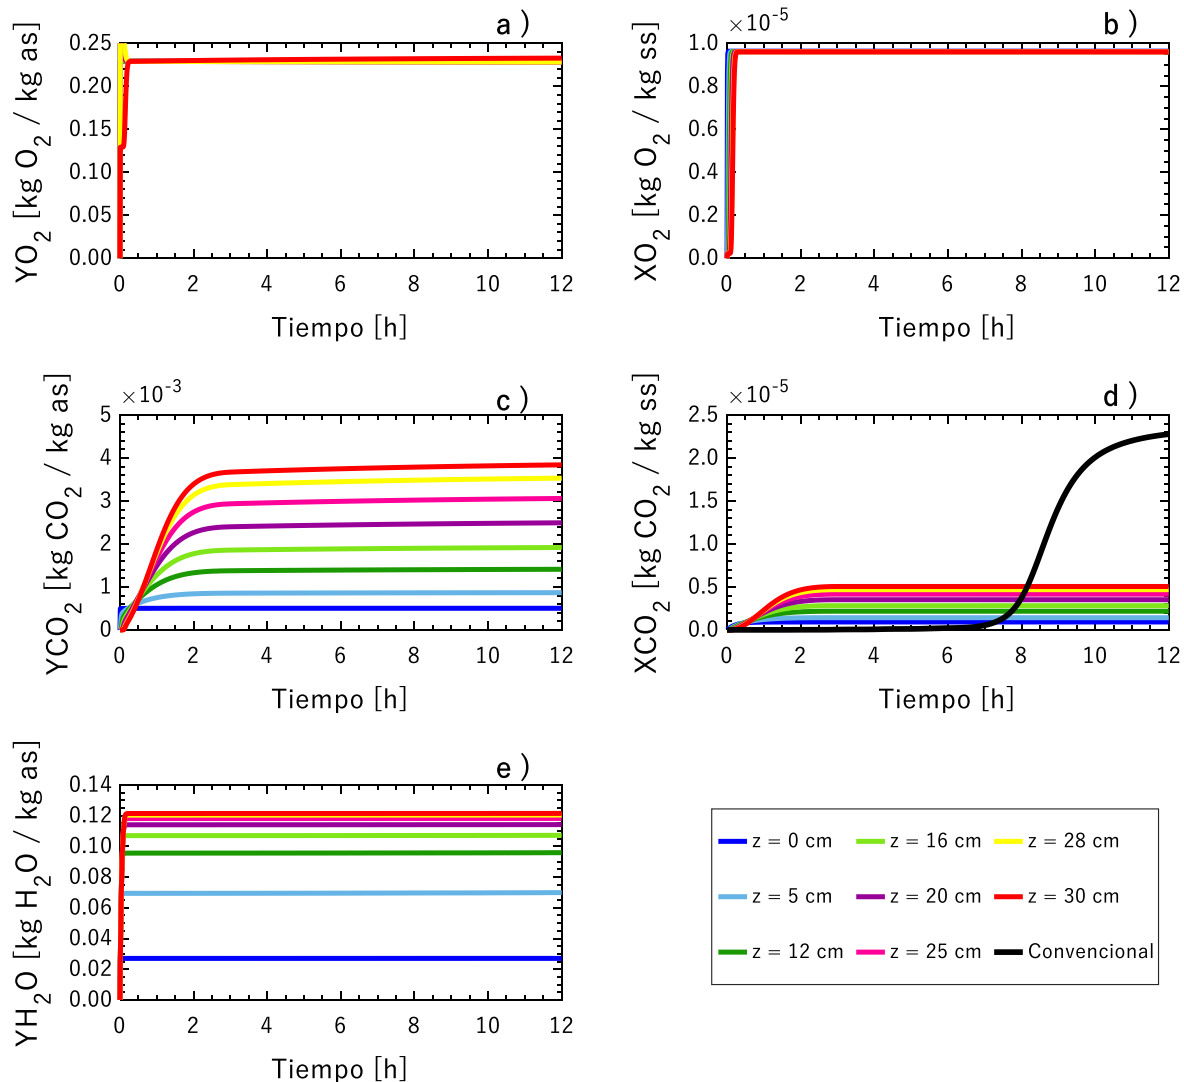 a )
YO2 [kg O2 / kg as]
0.25
0.20
0.15
0.10
0.05
0.00
0 2 4 6 8 10 12
Tiempo [h]
b )
×10-5
XO2 [kg O2 / kg ss]
1.0
0.8
0.6
0.4
0.2
0.0
0 2 4 6 8 10 12
Tiempo [h]
c )
×10-3
YCO2 [kg CO2 / kg as]
5
4
3
2
1
0
0 2 4 6 8 10 12
Tiempo [h]
d )
×10-5
XCO2 [kg CO2 / kg ss]
2.5
2.0
1.5
1.0
0.5
0.0
0 2 4 6 8 10 12
Tiempo [h]
e )
YH2O [kg H2O / kg as]
0.14
0.12
0.10
0.08
0.06
0.04
0.02
0.00
0 2 4 6 8 10 12
Tiempo [h]
z = 0 cm z = 16 cm z = 28 cm
z = 5 cm z = 20 cm z = 30 cm
z = 12 cm z = 25 cm Convencional